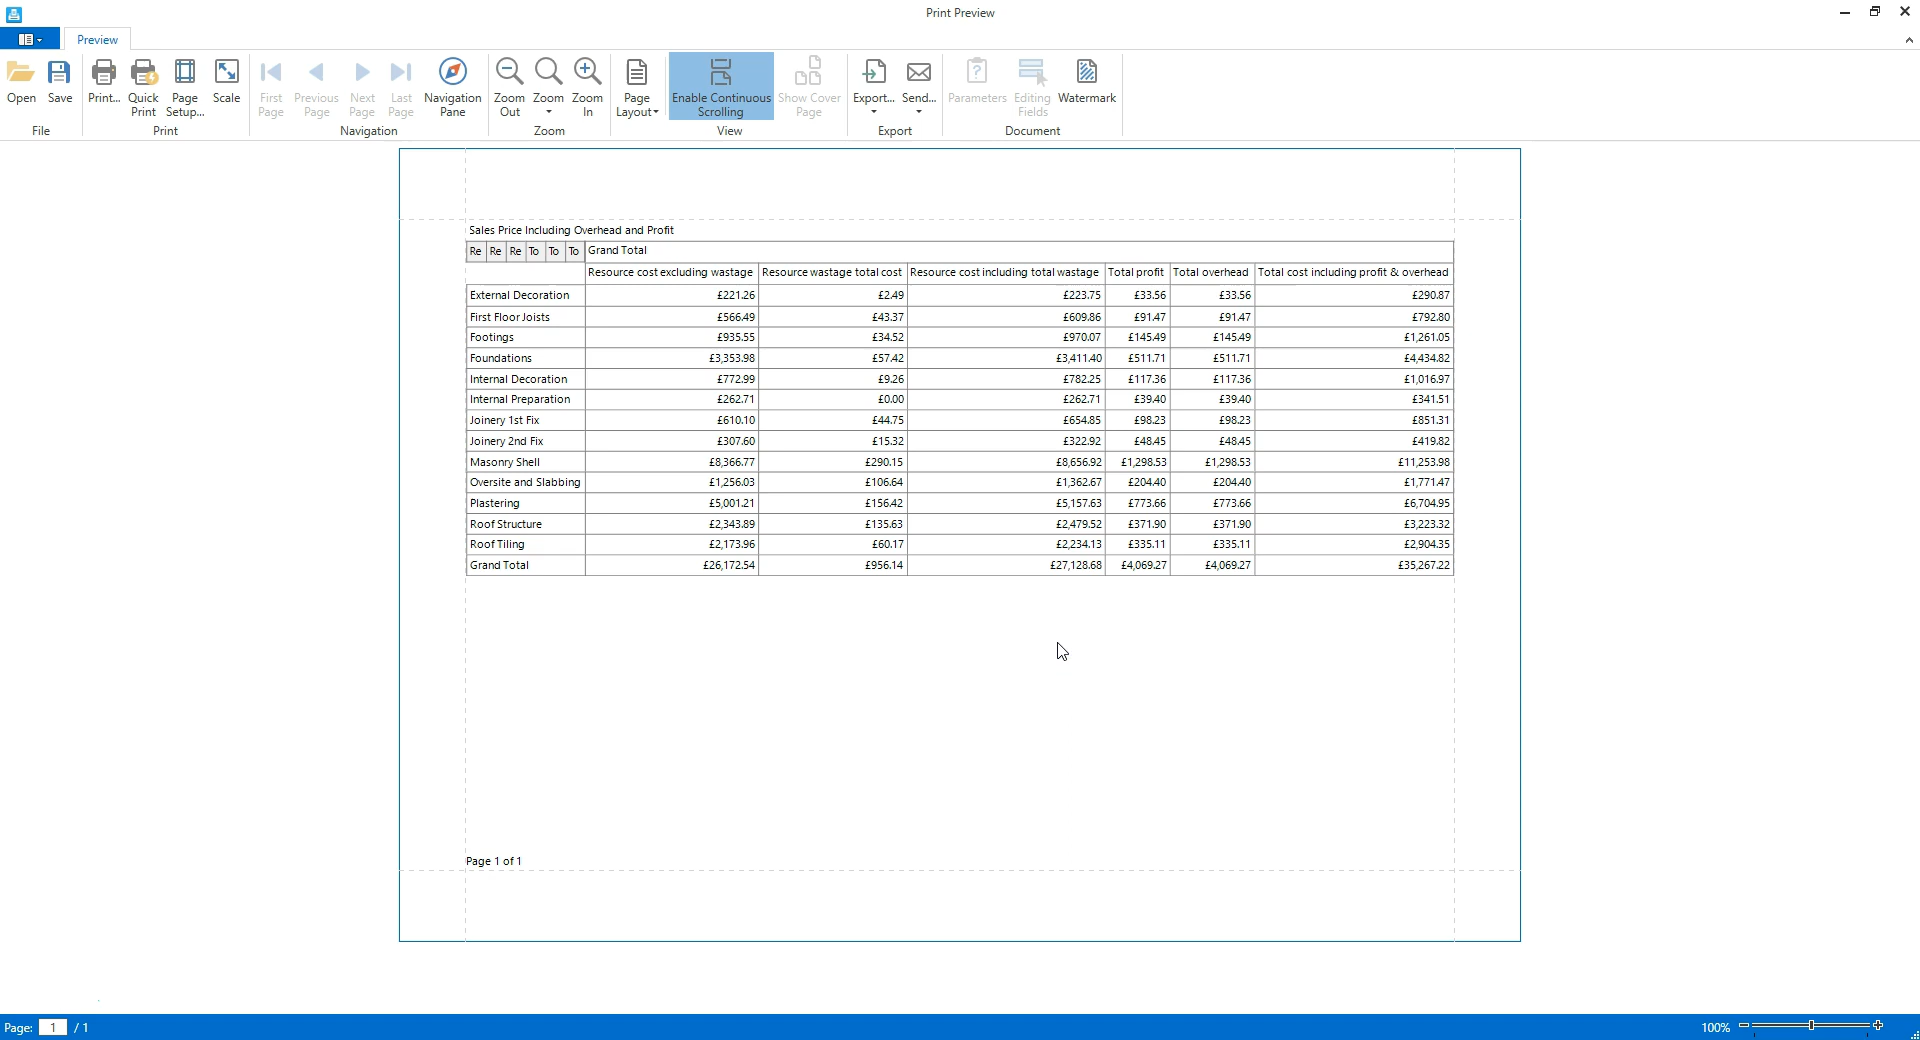 Print Preview
Preview
Open Save Print... Quick Print Page Setup... Scale First Page Previous Page Next Page Last Page Navigation Pane Zoom Out Zoom Zoom In Page Layout Enable Continuous Scrolling Show Cover Page Export... Send... Parameters Editing Fields Watermark
File Print Navigation Zoom View Export Document
Sales Price Including Overhead and Profit
Re Re Re To To To Grand Total
Resource cost excluding wastage Resource wastage total cost Resource cost including total wastage Total profit Total overhead Total cost including profit & overhead
External Decoration £221.26 £2.49 £223.75 £33.56 £33.56 £290.87
First Floor Joists £566.49 £43.37 £609.86 £91.47 £91.47 £792.80
Footings £935.55 £34.52 £970.07 £145.49 £145.49 £1,261.05
Foundations £3,353.98 £57.42 £3,411.40 £511.71 £511.71 £4,434.82
Internal Decoration £772.99 £9.26 £782.25 £117.36 £117.36 £1,016.97
Internal Preparation £262.71 £0.00 £262.71 £39.40 £39.40 £341.51
Joinery 1st Fix £610.10 £44.75 £654.85 £98.23 £98.23 £851.31
Joinery 2nd Fix £307.60 £15.32 £322.92 £48.45 £48.45 £419.82
Masonry Shell £8,366.77 £290.15 £8,656.92 £1,298.53 £1,298.53 £11,253.98
Oversite and Slabbing £1,256.03 £106.64 £1,362.67 £204.40 £204.40 £1,771.47
Plastering £5,001.21 £156.42 £5,157.63 £773.66 £773.66 £6,704.95
Roof Structure £2,343.89 £135.63 £2,479.52 £371.90 £371.90 £3,223.32
Roof Tiling £2,173.96 £60.17 £2,234.13 £335.11 £335.11 £2,904.35
Grand Total £26,172.54 £956.14 £27,128.68 £4,069.27 £4,069.27 £35,267.22
Page 1 of 1
Page: 1 / 1 100%